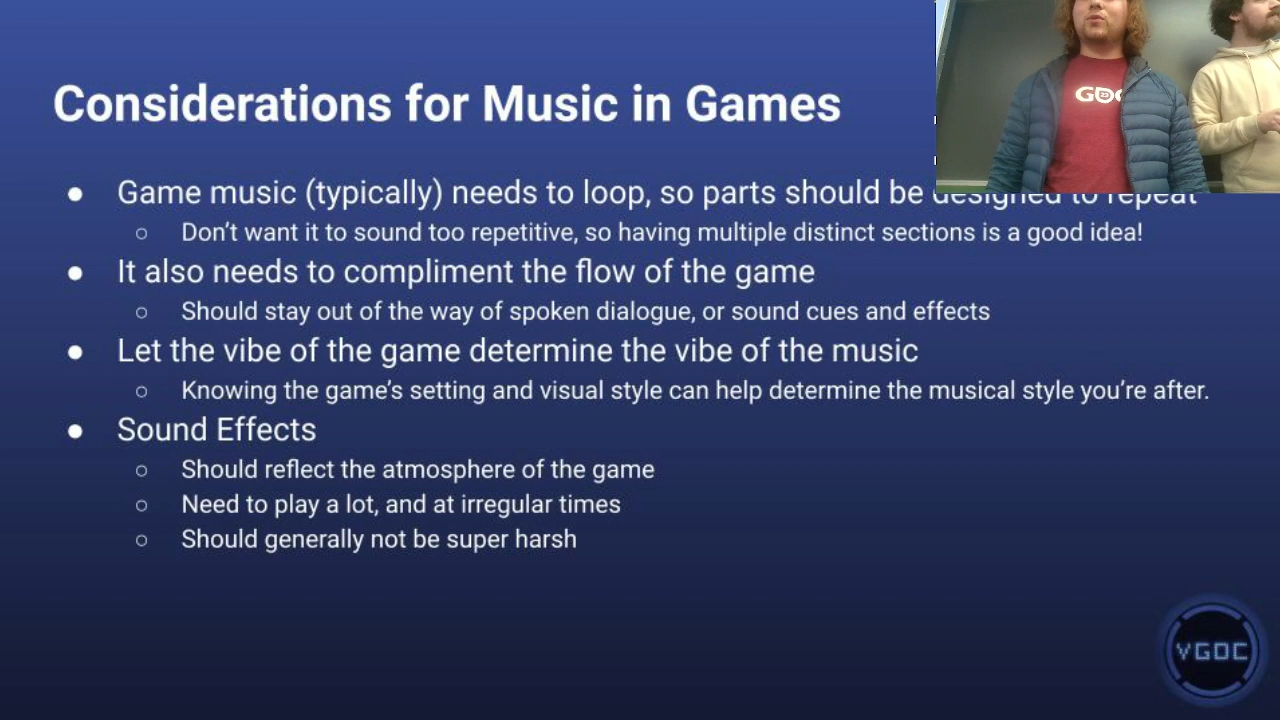 Considerations for Music in Games
● Game music (typically) needs to loop, so parts should be designed to repeat
○ Don't want it to sound too repetitive, so having multiple distinct sections is a good idea!
● It also needs to compliment the flow of the game
○ Should stay out of the way of spoken dialogue, or sound cues and effects
● Let the vibe of the game determine the vibe of the music
○ Knowing the game's setting and visual style can help determine the musical style you're after.
● Sound Effects
○ Should reflect the atmosphere of the game
○ Need to play a lot, and at irregular times
○ Should generally not be super harsh
VGDC